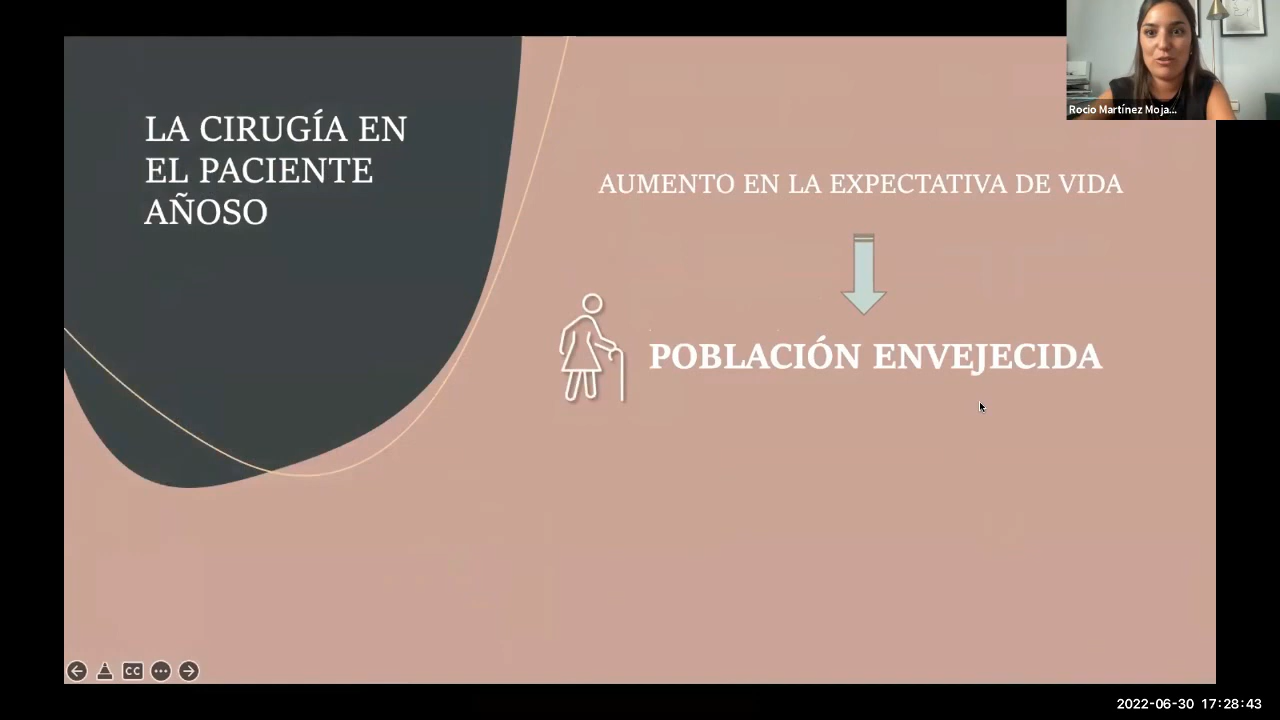 LA CIRUGÍA EN
EL PACIENTE
AÑOSO
AUMENTO EN LA EXPECTATIVA DE VIDA
POBLACIÓN ENVEJECIDA
Rocio Martínez Moja...
CC
2022-06-30 17:28:43